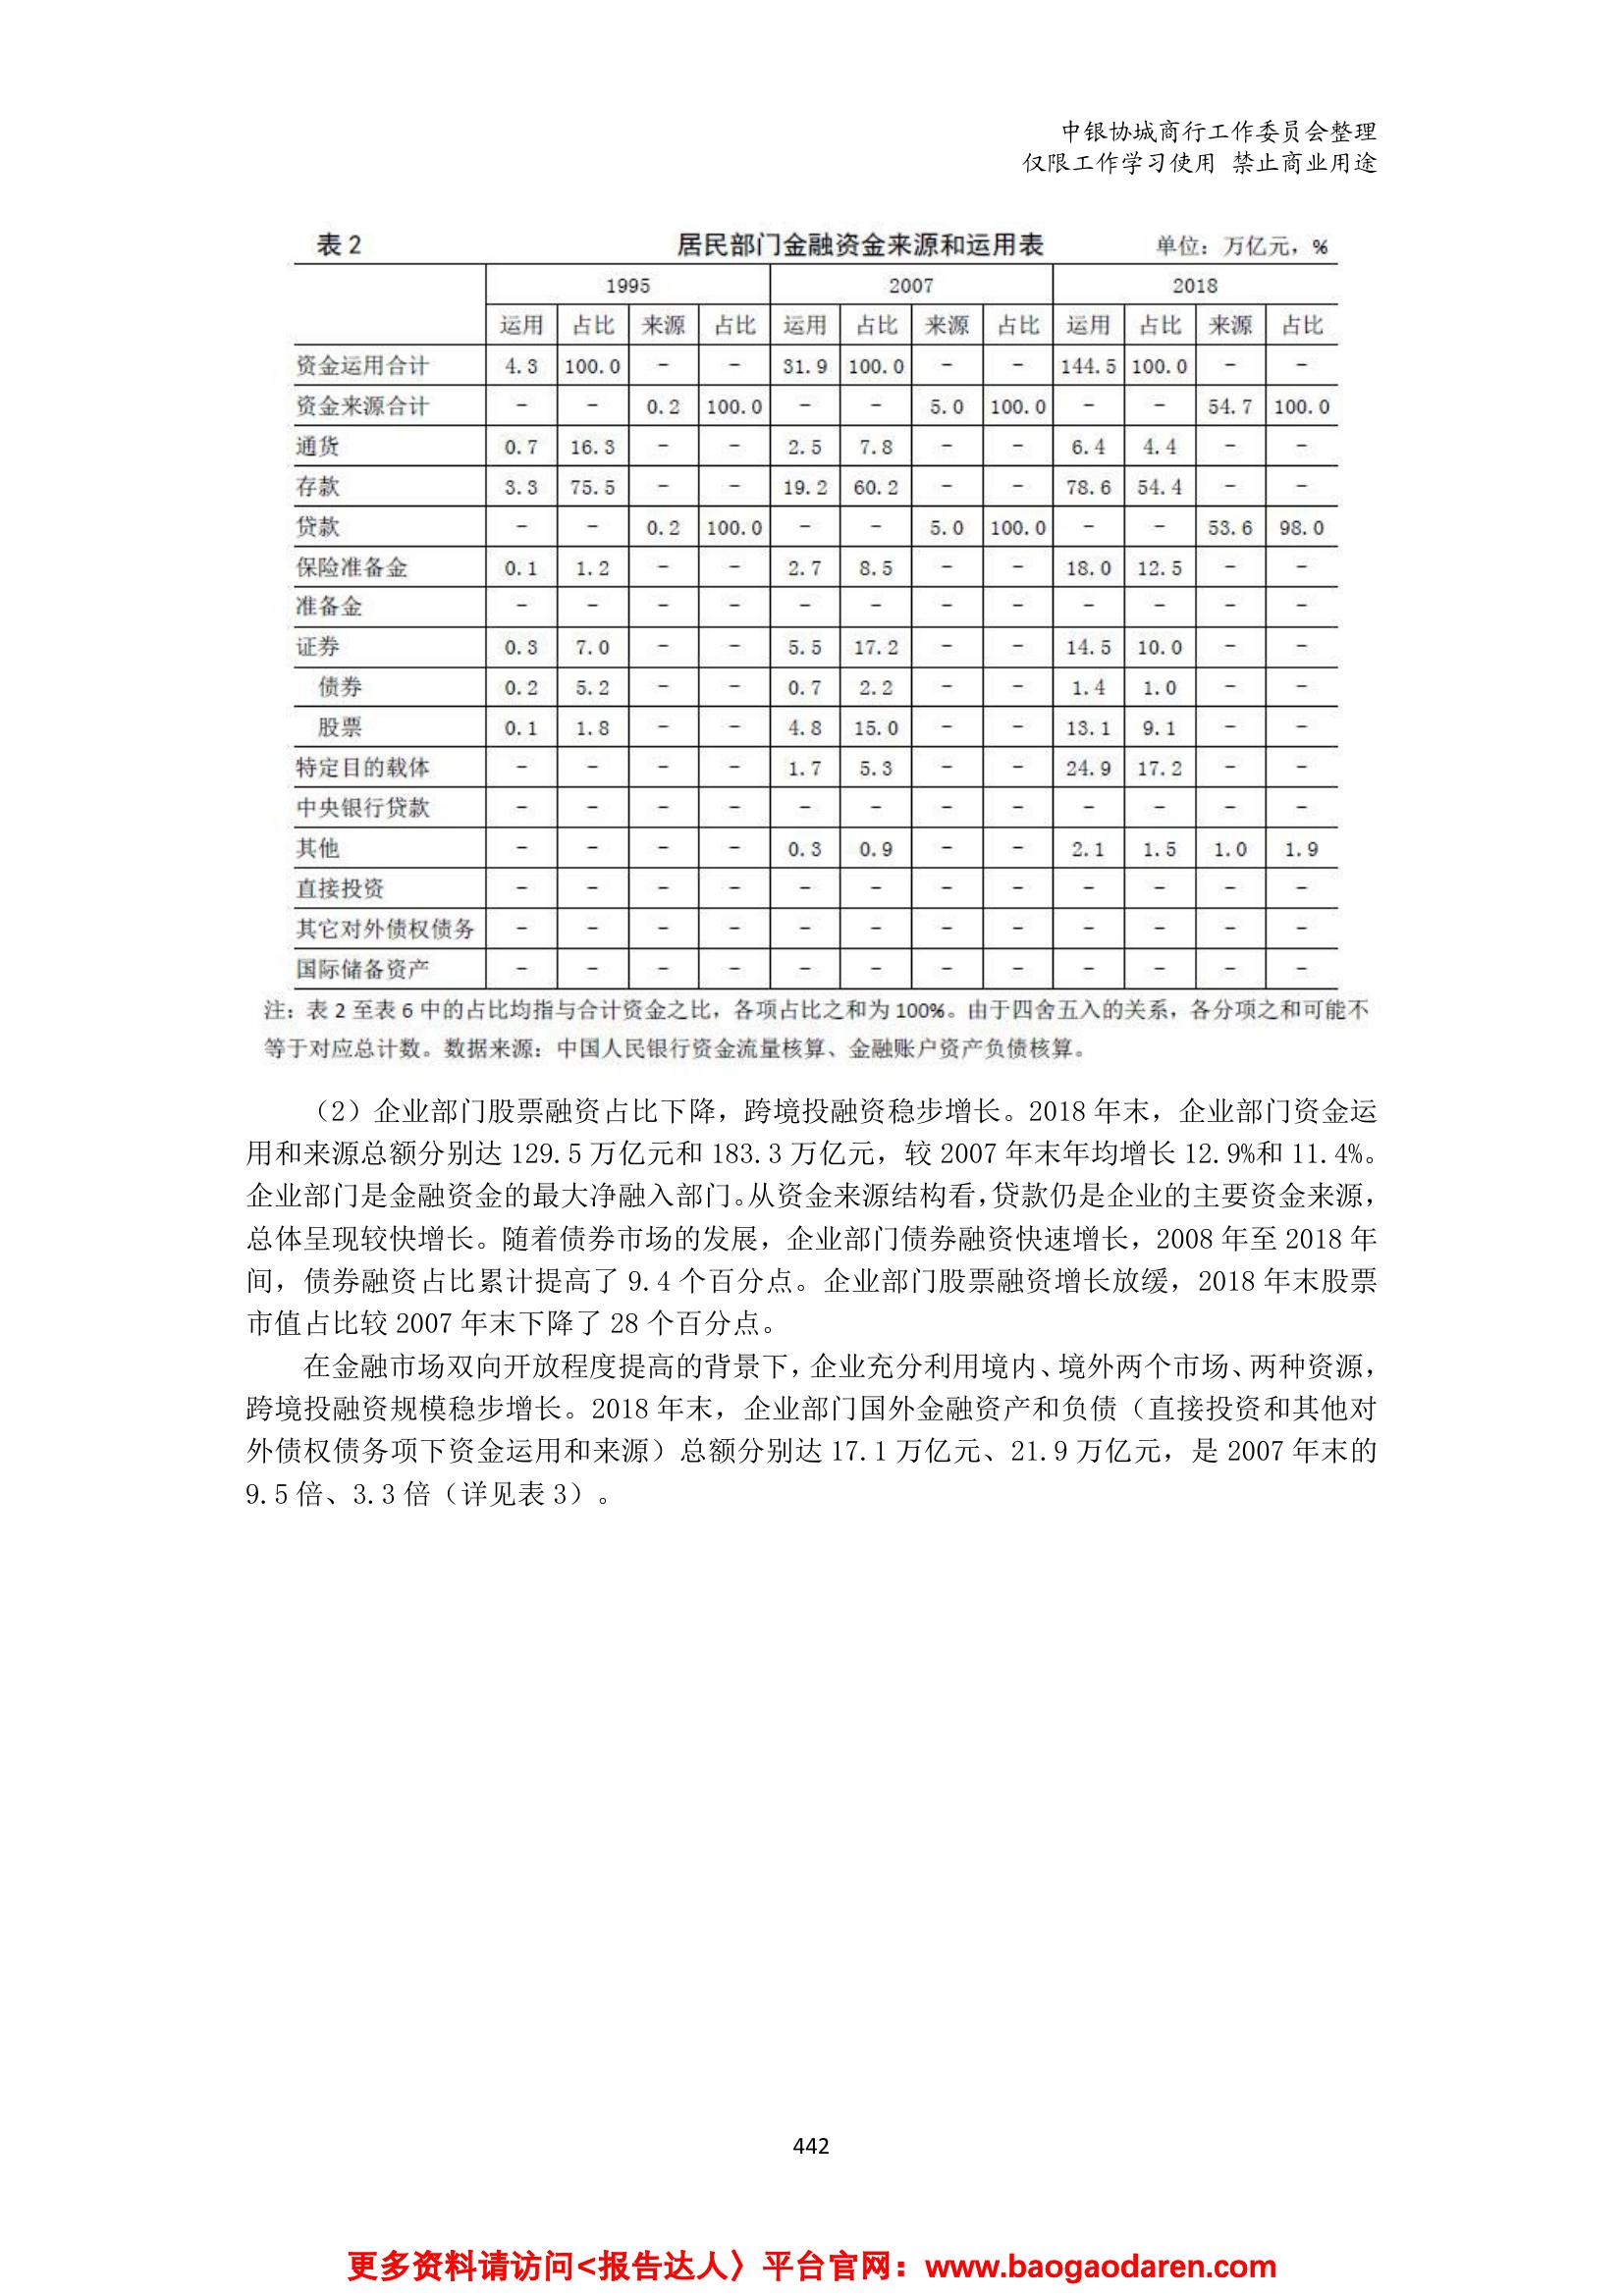 中银协城商行工作委员会整理
仅限工作学习使用 禁止商业用途
表 2 居民部门金融资金来源和运用表 单位：万亿元，%
1995 2007 2018
运用 占比 来源 占比 运用 占比 来源 占比 运用 占比 来源 占比
资金运用合计 4.3 100.0 - - 31.9 100.0 - - 144.5 100.0 - -
资金来源合计 - - 0.2 100.0 - - 5.0 100.0 - - 54.7 100.0
通货 0.7 16.3 - - 2.5 7.8 - - 6.4 4.4 - -
存款 3.3 75.5 - - 19.2 60.2 - - 78.6 54.4 - -
贷款 - - 0.2 100.0 - - 5.0 100.0 - - 53.6 98.0
保险准备金 0.1 1.2 - - 2.7 8.5 - - 18.0 12.5 - -
准备金 - - - - - - - - - - - -
证券 0.3 7.0 - - 5.5 17.2 - - 14.5 10.0 - -
债券 0.2 5.2 - - 0.7 2.2 - - 1.4 1.0 - -
股票 0.1 1.8 - - 4.8 15.0 - - 13.1 9.1 - -
特定目的载体 - - - - 1.7 5.3 - - 24.9 17.2 - -
中央银行贷款 - - - - - - - - - - - -
其他 - - - - 0.3 0.9 - - 2.1 1.5 1.0 1.9
直接投资 - - - - - - - - - - - -
其它对外债权债务 - - - - - - - - - - - -
国际储备资产 - - - - - - - - - - - -
注：表 2 至表 6 中的占比均指与合计资金之比，各项占比之和为 100%。由于四舍五入的关系，各分项之和可能不
等于对应总计数。数据来源：中国人民银行资金流量核算、金融账户资产负债核算。
（2）企业部门股票融资占比下降，跨境投融资稳步增长。2018 年末，企业部门资金运
用和来源总额分别达 129.5 万亿元和 183.3 万亿元，较 2007 年末年均增长 12.9%和 11.4%。
企业部门是金融资金的最大净融入部门。从资金来源结构看，贷款仍是企业的主要资金来源，
总体呈现较快增长。随着债券市场的发展，企业部门债券融资快速增长，2008 年至 2018 年
间，债券融资占比累计提高了 9.4 个百分点。企业部门股票融资增长放缓，2018 年末股票
市值占比较 2007 年末下降了 28 个百分点。
在金融市场双向开放程度提高的背景下，企业充分利用境内、境外两个市场、两种资源，
跨境投融资规模稳步增长。2018 年末，企业部门国外金融资产和负债（直接投资和其他对
外债权债务项下资金运用和来源）总额分别达 17.1 万亿元、21.9 万亿元，是 2007 年末的
9.5 倍、3.3 倍（详见表 3）。
442
更多资料请访问<报告达人〉平台官网：www.baogaodaren.com